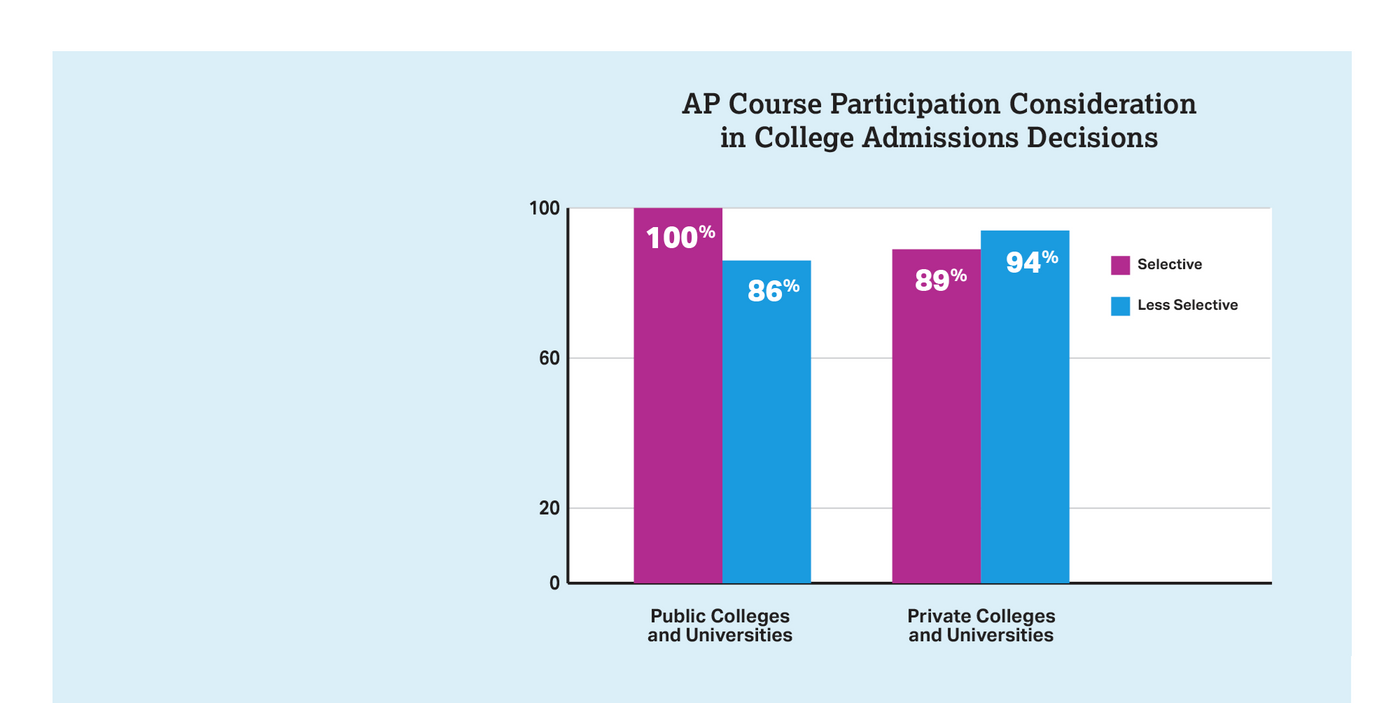 AP Course Participation Consideration
in College Admissions Decisions
100
60
20
0
100%
86%
89%
94%
Selective
Less Selective
Public Colleges
and Universities
Private Colleges
and Universities